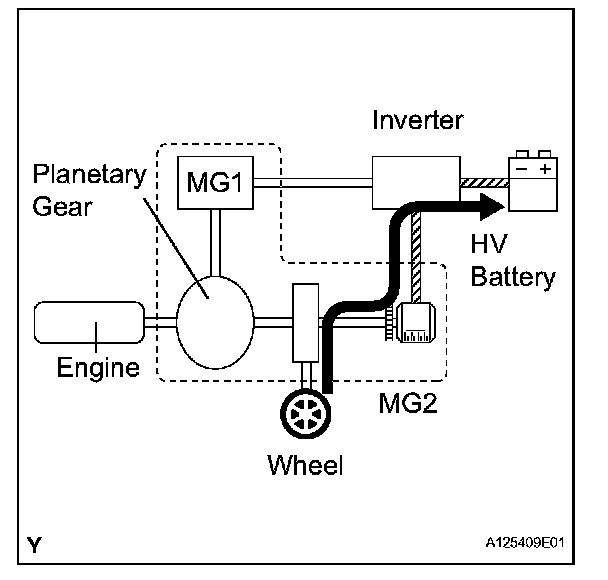 Inverter
Planetary
Gear
MG1
− +
HV
Battery
Engine
MG2
Wheel
Y
A125409E01